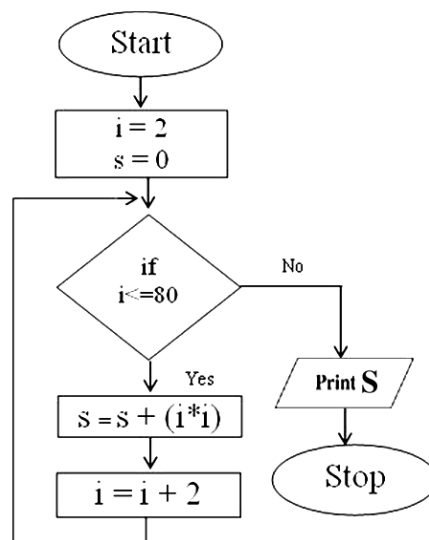 Start
i = 2
s = 0
if
i<=80
No
Yes
Print S
s = s + (i*i)
Stop
i = i + 2